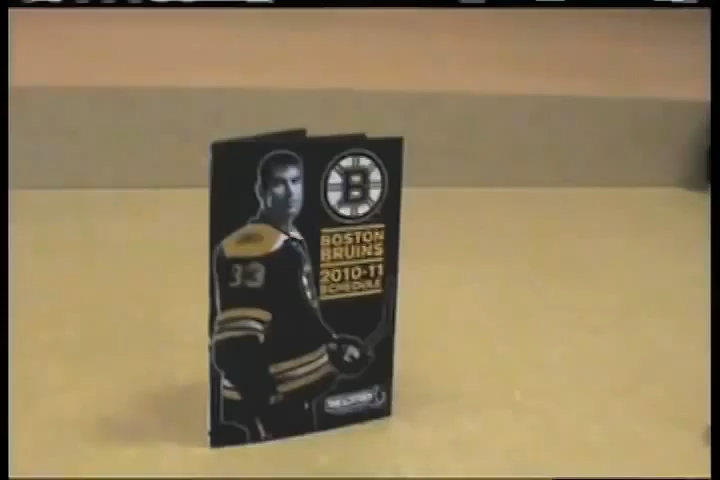 B
BOSTON
BRUINS
2010-11
SCHEDULE
33